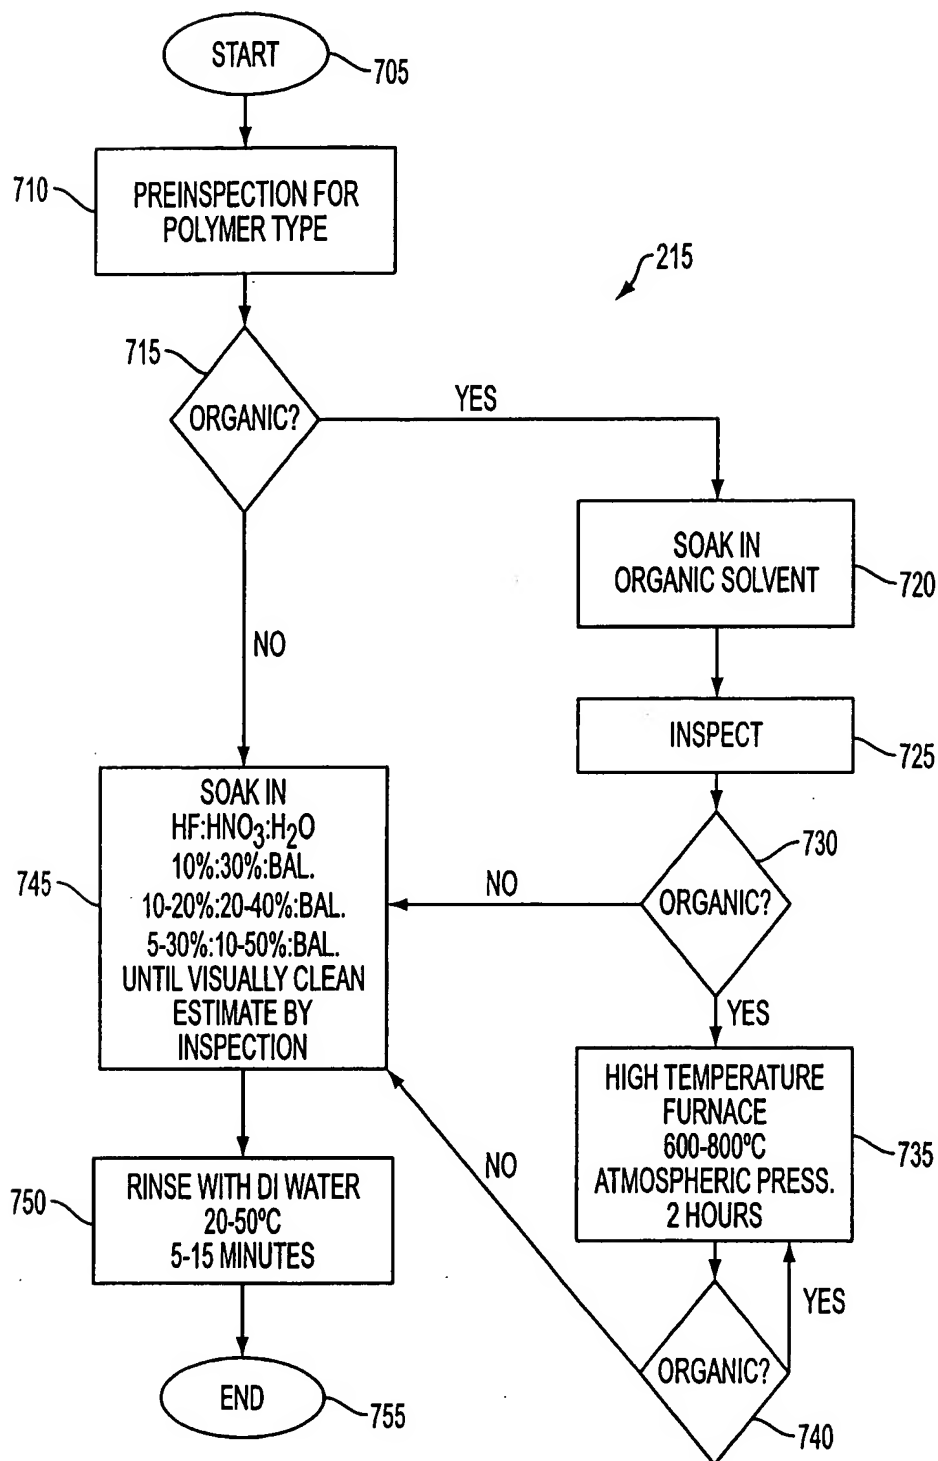 START
705
710
PREINSPECTION FOR
POLYMER TYPE
215
715
ORGANIC?
YES
SOAK IN
ORGANIC SOLVENT
720
NO
INSPECT
725
SOAK IN
HF:HNO3:H2O
10%:30%:BAL.
10-20%:20-40%:BAL.
5-30%:10-50%:BAL.
UNTIL VISUALLY CLEAN
ESTIMATE BY
INSPECTION
745
NO
ORGANIC?
730
YES
HIGH TEMPERATURE
FURNACE
600-800ºC
ATMOSPHERIC PRESS.
2 HOURS
735
NO
750
RINSE WITH DI WATER
20-50ºC
5-15 MINUTES
YES
ORGANIC?
740
END
755